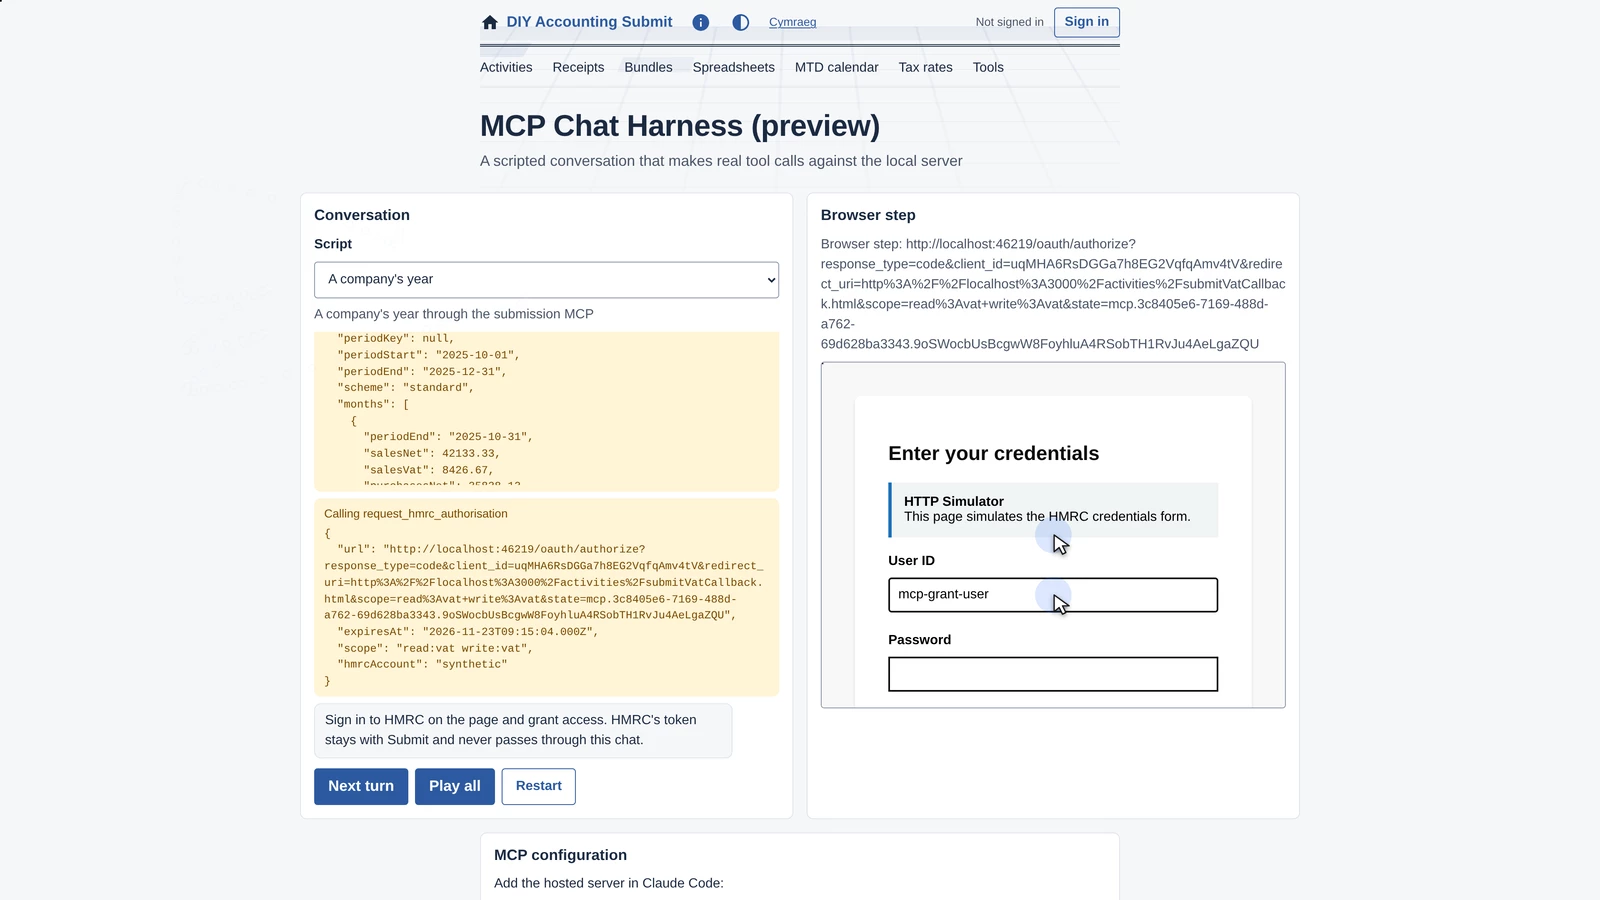 DIY Accounting Submit
Cymraeg
Not signed in
Sign in
Activities
Receipts
Bundles
Spreadsheets
MTD calendar
Tax rates
Tools
MCP Chat Harness (preview)
A scripted conversation that makes real tool calls against the local server
Conversation
Script
A company's year
A company's year through the submission MCP
"periodKey": null,
"periodStart": "2025-10-01",
"periodEnd": "2025-12-31",
"scheme": "standard",
"months": [
{
"periodEnd": "2025-10-31",
"salesNet": 42133.33,
"salesVat": 8426.67,
Calling request_hmrc_authorisation
{
"url": "http://localhost:46219/oauth/authorize?
response_type=code&client_id=uqMHA6RsDGGa7h8EG2VqfqAmv4tV&redirect_
uri=http%3A%2F%2Flocalhost%3A3000%2Factivities%2FsubmitVatCallback.
html&scope=read%3Avat+write%3Avat&state=mcp.3c8405e6-7169-488d-
a762-69d628ba3343.9oSWocbUsBcgwW8FoyhluA4RSobTH1RvJu4AeLgaZQU",
"expiresAt": "2026-11-23T09:15:04.000Z",
"scope": "read:vat write:vat",
"hmrcAccount": "synthetic"
}
Sign in to HMRC on the page and grant access. HMRC's token
stays with Submit and never passes through this chat.
Next turn
Play all
Restart
Browser step
Browser step: http://localhost:46219/oauth/authorize?
response_type=code&client_id=uqMHA6RsDGGa7h8EG2VqfqAmv4tV&redire
ct_uri=http%3A%2F%2Flocalhost%3A3000%2Factivities%2FsubmitVatCallbac
k.html&scope=read%3Avat+write%3Avat&state=mcp.3c8405e6-7169-488d-
a762-
69d628ba3343.9oSWocbUsBcgwW8FoyhluA4RSobTH1RvJu4AeLgaZQU
Enter your credentials
HTTP Simulator
This page simulates the HMRC credentials form.
User ID
mcp-grant-user
Password
MCP configuration
Add the hosted server in Claude Code: